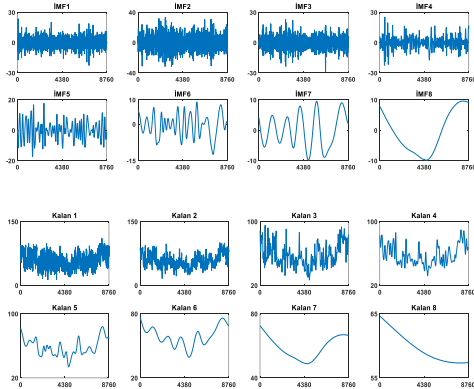 İMF1 İMF2 İMF3 İMF4
30 40 30 30
0 0 0 0
-30 -40 -30 -30
0 4380 8760 0 4380 8760 0 4380 8760 0 4380 8760
İMF5 İMF6 İMF7 İMF8
20 10 10 10
0 0 0 0
-20 -15 -10 -10
0 4380 8760 0 4380 8760 0 4380 8760 0 4380 8760
Kalan 1 Kalan 2 Kalan 3 Kalan 4
150 150 100 100
0 0 20 20
0 4380 8760 0 4380 8760 0 4380 8760 0 4380 8760
Kalan 5 Kalan 6 Kalan 7 Kalan 8
100 80 80 65
20 20 40 55
0 4380 8760 0 4380 8760 0 4380 8760 0 4380 8760